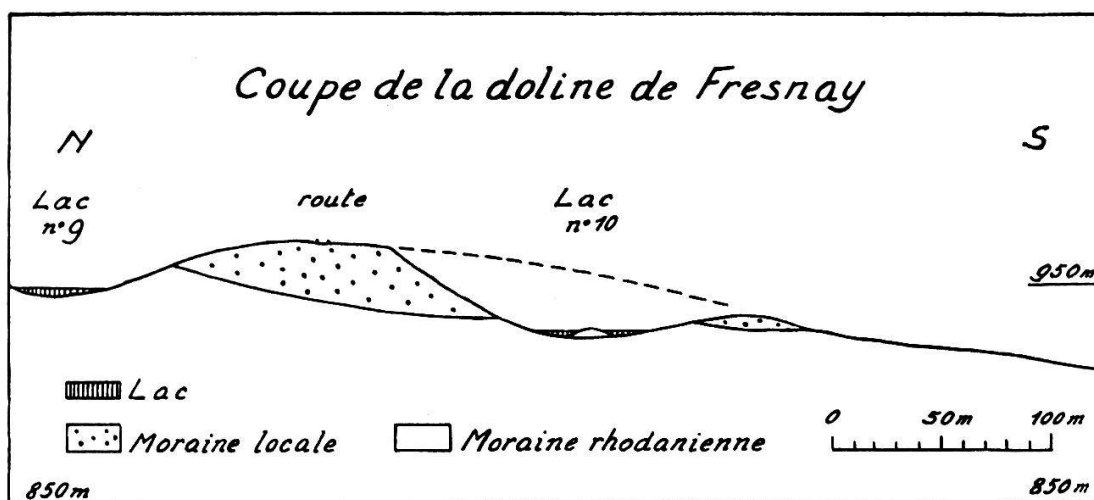 Coupe de la doline de Fresnay
N
S
Lac
n°9
route
Lac
n°10
950m
Lac
Moraine locale
Moraine rhodanienne
0 50m 100m
850m
850m